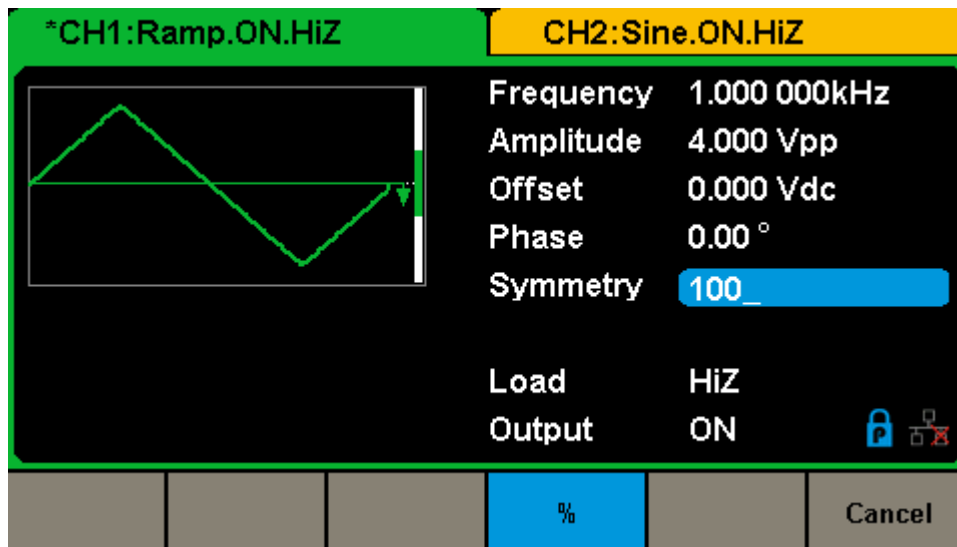 *CH1:Ramp.ON.HiZ
CH2:Sine.ON.HiZ
Frequency 1.000 000kHz
Amplitude 4.000 Vpp
Offset 0.000 Vdc
Phase 0.00 °
Symmetry 100_
Load HiZ
Output ON
P
% Cancel